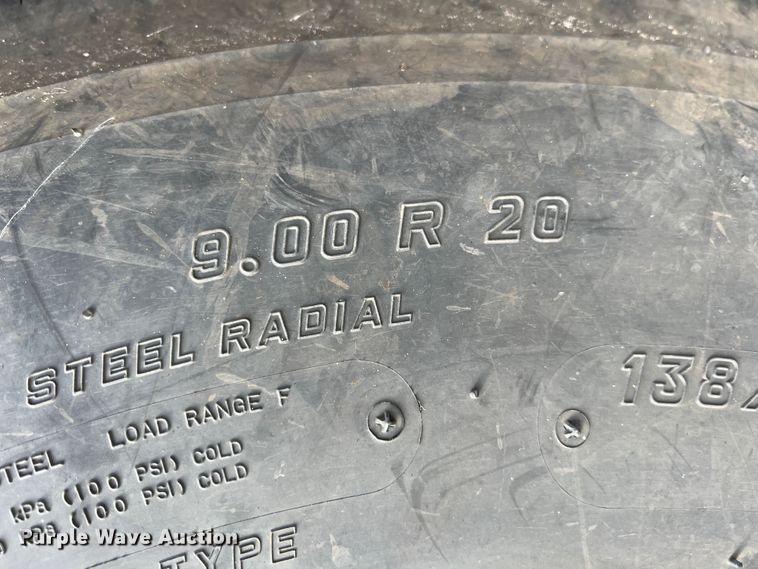 9.00 R 20
STEEL RADIAL
138
STEEL LOAD RANGE F
kPa (100 PSI) COLD
kPa (100 PSI) COLD
TYPE
Purple Wave Auction